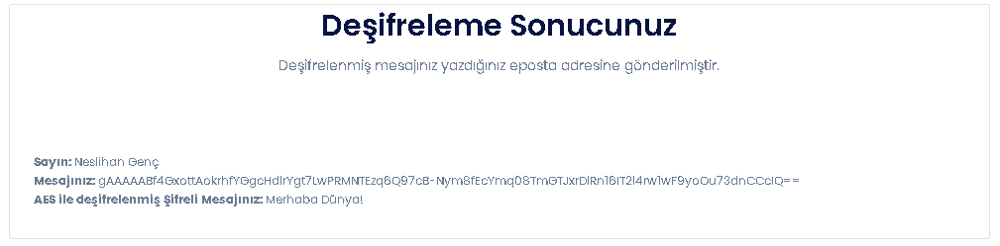 Deşifreleme Sonucunuz
Deşifrelenmiş mesajınız yazdığınız eposta adresine gönderilmiştir.
Sayın: Neslihan Genç
Mesajınız: gAAAAABf4GxottAokrhfYGgcHdlrYgt7LwPRMNTEzq6Q97cB-Nym8fEcYmq08TmGTJxrDlRn16IT2l4rw1wF9yoOu73dnCCcIQ==
AES ile deşifrelenmiş Şifreli Mesajınız: Merhaba Dünya!